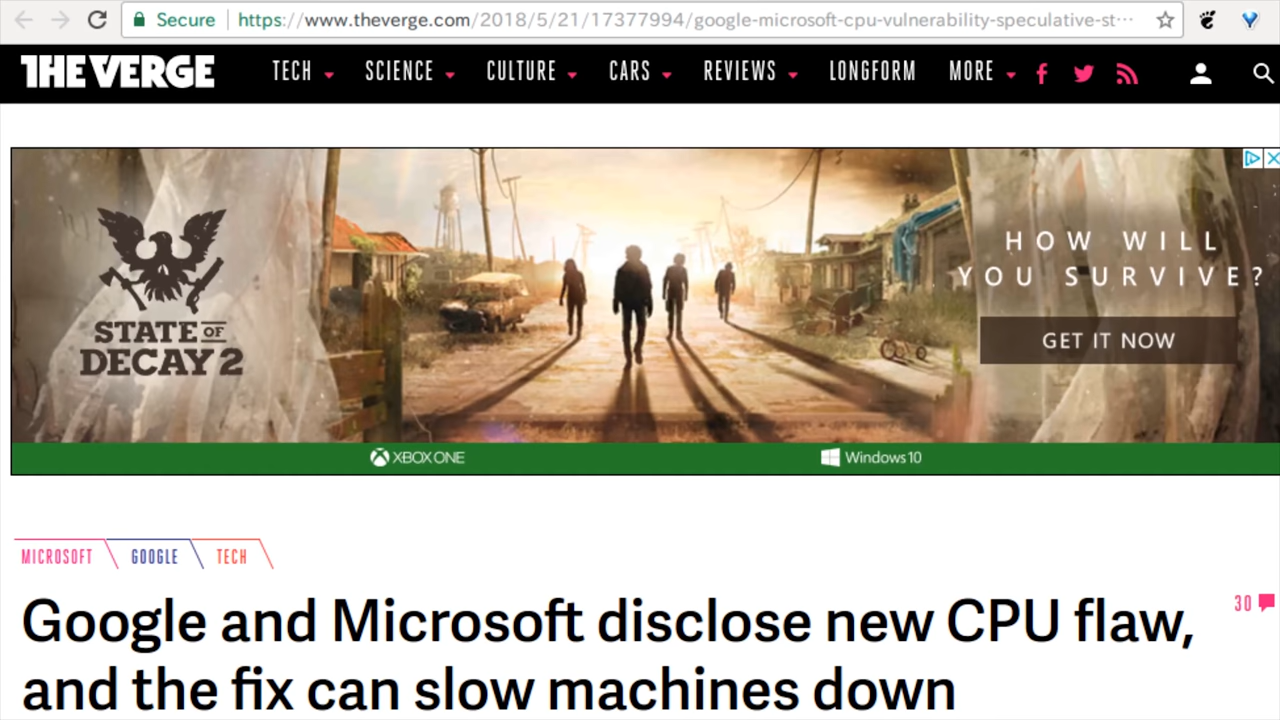 Secure https://www.theverge.com/2018/5/21/17377994/google-microsoft-cpu-vulnerability-speculative-st···
THE VERGE TECH SCIENCE CULTURE CARS REVIEWS LONGFORM MORE
HOW WILL
YOU SURVIVE?
GET IT NOW
STATE OF
DECAY 2
XBOX ONE Windows 10
MICROSOFT GOOGLE TECH
Google and Microsoft disclose new CPU flaw,
30
and the fix can slow machines down